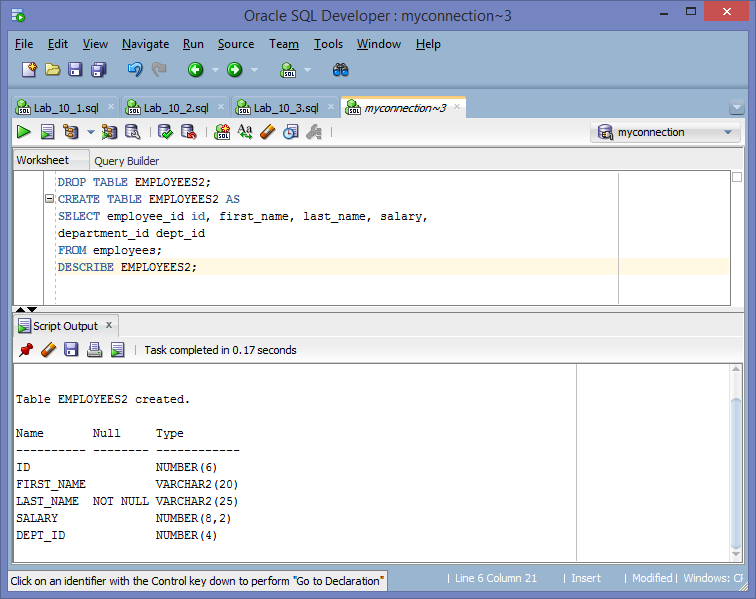 Oracle SQL Developer : myconnection~3
File Edit View Navigate Run Source Team Tools Window Help
Lab_10_1.sql Lab_10_2.sql Lab_10_3.sql myconnection~3
myconnection
Worksheet Query Builder
DROP TABLE EMPLOYEES2;
CREATE TABLE EMPLOYEES2 AS
SELECT employee_id id, first_name, last_name, salary,
department_id dept_id
FROM employees;
DESCRIBE EMPLOYEES2;
Script Output
Task completed in 0.17 seconds
Table EMPLOYEES2 created.
Name       Null     Type
---------- -------- ------------
ID                  NUMBER(6)
FIRST_NAME          VARCHAR2(20)
LAST_NAME  NOT NULL VARCHAR2(25)
SALARY              NUMBER(8,2)
DEPT_ID             NUMBER(4)
Click on an identifier with the Control key down to perform "Go to Declaration" | Line 6 Column 21 | Insert | Modified | Windows: